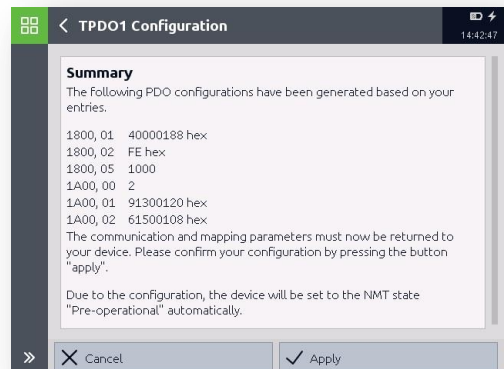 TPDO1 Configuration
14:42:47
Summary
The following PDO configurations have been generated based on your
entries.
1800, 01 40000188 hex
1800, 02 FE hex
1800, 05 1000
1A00, 00 2
1A00, 01 91300120 hex
1A00, 02 61500108 hex
The communication and mapping parameters must now be returned to
your device. Please confirm your configuration by pressing the button
"apply".
Due to the configuration, the device will be set to the NMT state
"Pre-operational" automatically.
Cancel
Apply